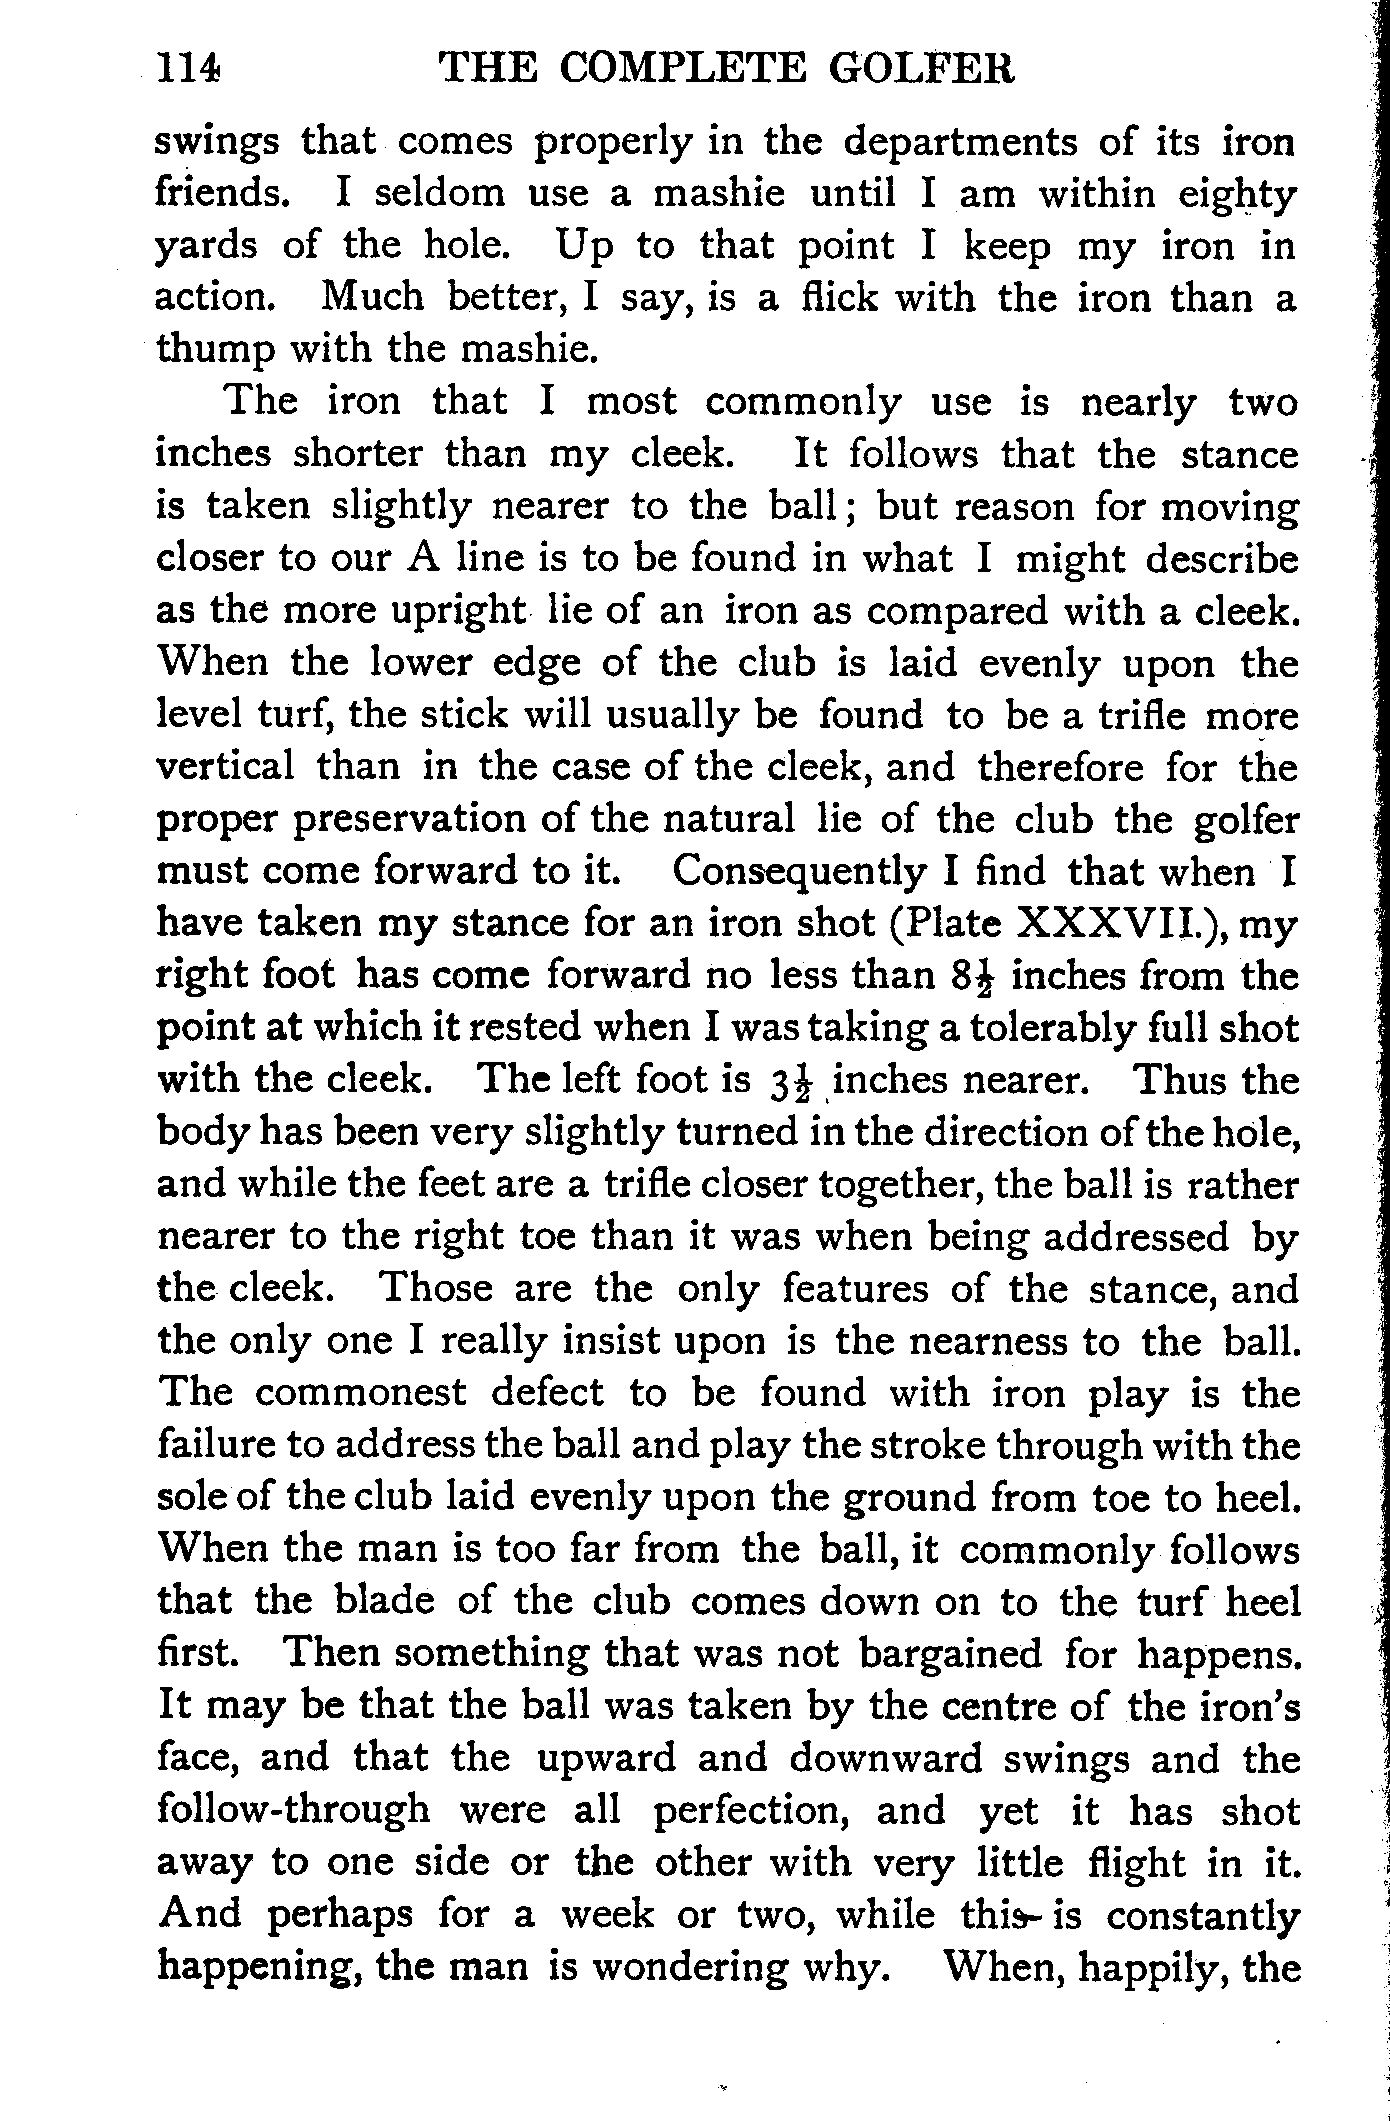 114 THE COMPLETE GOLFER
swings that comes properly in the departments of its iron
friends. I seldom use a mashie until I am within eighty
yards of the hole. Up to that point I keep my iron in
action. Much better, I say, is a flick with the iron than a
thump with the mashie.
The iron that I most commonly use is nearly two
inches shorter than my cleek. It follows that the stance
is taken slightly nearer to the ball; but reason for moving
closer to our A line is to be found in what I might describe
as the more upright lie of an iron as compared with a cleek.
When the lower edge of the club is laid evenly upon the
level turf, the stick will usually be found to be a trifle more
vertical than in the case of the cleek, and therefore for the
proper preservation of the natural lie of the club the golfer
must come forward to it. Consequently I find that when I
have taken my stance for an iron shot (Plate XXXVII.), my
right foot has come forward no less than 8½ inches from the
point at which it rested when I was taking a tolerably full shot
with the cleek. The left foot is 3½ inches nearer. Thus the
body has been very slightly turned in the direction of the hole,
and while the feet are a trifle closer together, the ball is rather
nearer to the right toe than it was when being addressed by
the cleek. Those are the only features of the stance, and
the only one I really insist upon is the nearness to the ball.
The commonest defect to be found with iron play is the
failure to address the ball and play the stroke through with the
sole of the club laid evenly upon the ground from toe to heel.
When the man is too far from the ball, it commonly follows
that the blade of the club comes down on to the turf heel
first. Then something that was not bargained for happens.
It may be that the ball was taken by the centre of the iron's
face, and that the upward and downward swings and the
follow-through were all perfection, and yet it has shot
away to one side or the other with very little flight in it.
And perhaps for a week or two, while this is constantly
happening, the man is wondering why. When, happily, the